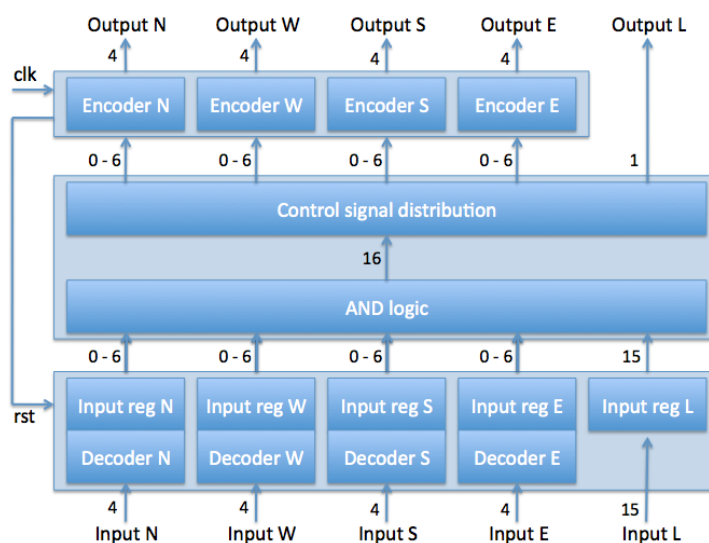 Output N Output W Output S Output E Output L
4 4 4 4
clk
Encoder N Encoder W Encoder S Encoder E
0 - 6 0 - 6 0 - 6 0 - 6 1
Control signal distribution
16
AND logic
0 - 6 0 - 6 0 - 6 0 - 6 15
rst
Input reg N Input reg W Input reg S Input reg E Input reg L
Decoder N Decoder W Decoder S Decoder E
4 4 4 4 15
Input N Input W Input S Input E Input L